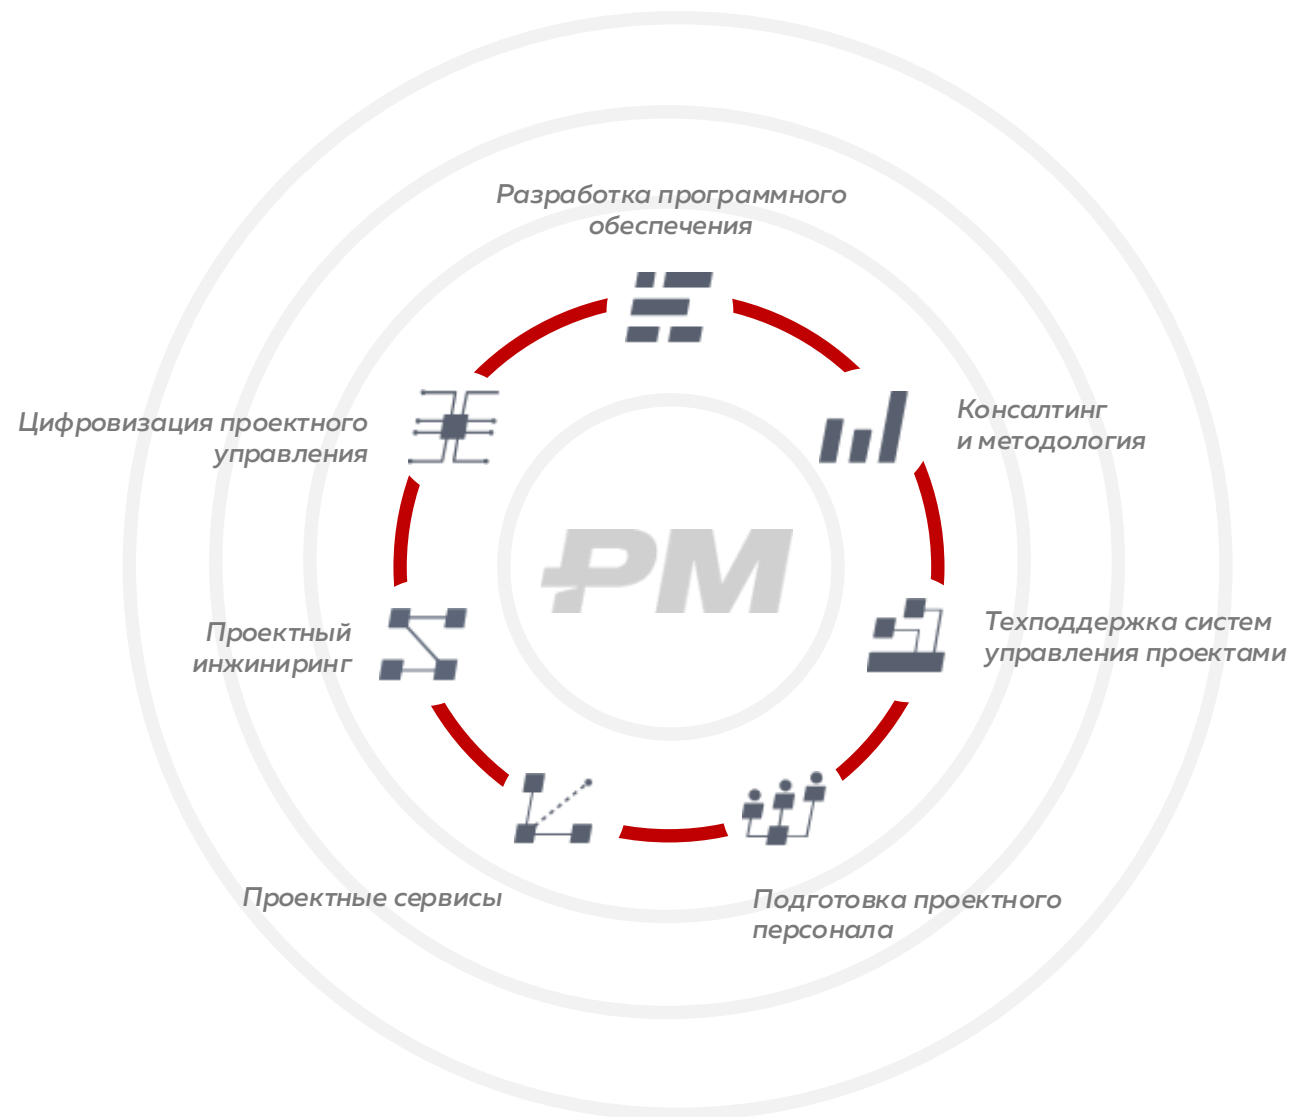 Разработка программного
обеспечения
Цифровизация проектного
управления
Консалтинг
и методология
PM
Проектный
инжиниринг
Техподдержка систем
управления проектами
Проектные сервисы
Подготовка проектного
персонала